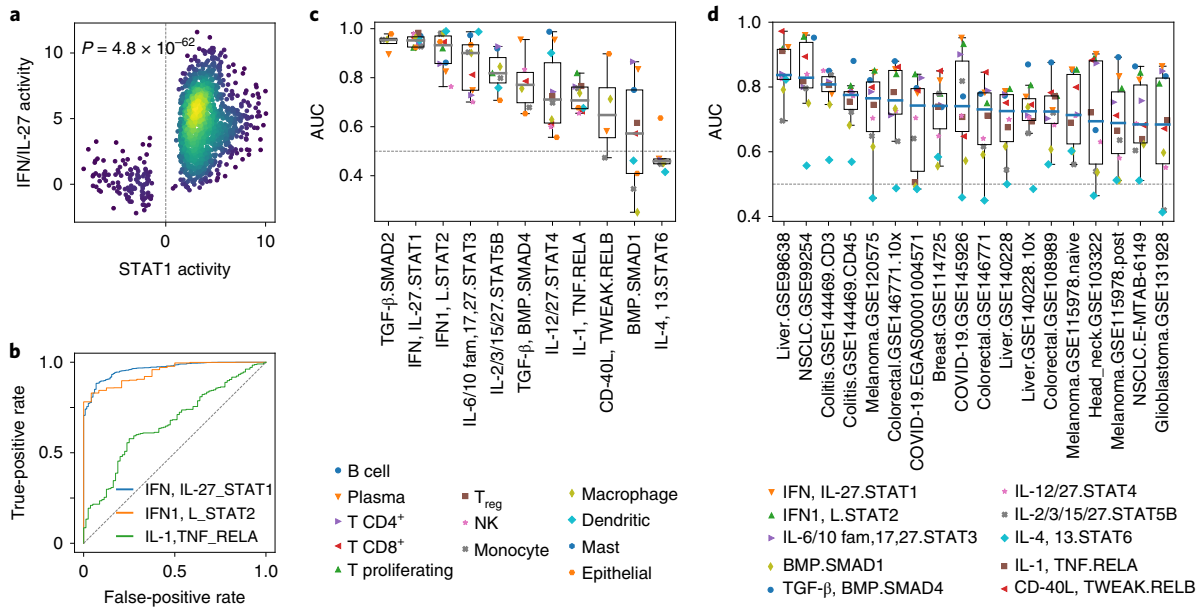 a
P = 4.8 × 10⁻⁶²
IFN/IL-27 activity
10
5
0
0
10
STAT1 activity
b
True-positive rate
1.0
0.5
0
0
0.5
1.0
IFN, IL-27_STAT1
IFN1, L_STAT2
IL-1,TNF_RELA
False-positive rate
c
AUC
1.0
0.8
0.6
0.4
TGF-β.SMAD2
IFN, IL-27.STAT1
IFN1, L.STAT2
IL-6/10 fam,17,27.STAT3
IL-2/3/15/27.STAT5B
TGF-β, BMP.SMAD4
IL-12/27.STAT4
IL-1, TNF.RELA
CD-40L, TWEAK.RELB
BMP.SMAD1
IL-4, 13.STAT6
B cell
Plasma
T CD4⁺
T CD8⁺
T proliferating
T reg
NK
Monocyte
Macrophage
Dendritic
Mast
Epithelial
d
AUC
1.0
0.8
0.6
0.4
Liver.GSE98638
NSCLC.GSE99254
Colitis.GSE144469.CD3
Colitis.GSE144469.CD45
Melanoma.GSE120575
Colorectal.GSE146771.10x
COVID-19.EGAS00001004571
Breast.GSE114725
COVID-19.GSE145926
Colorectal.GSE146771
Liver.GSE140228
Liver.GSE140228.10x
Colorectal.GSE108989
Melanoma.GSE115978.naive
Head_neck.GSE103322
Melanoma.GSE115978.post
NSCLC.E-MTAB-6149
Glioblastoma.GSE131928
IFN, IL-27.STAT1
IFN1, L.STAT2
IL-6/10 fam,17,27.STAT3
BMP.SMAD1
TGF-β, BMP.SMAD4
IL-12/27.STAT4
IL-2/3/15/27.STAT5B
IL-4, 13.STAT6
IL-1, TNF.RELA
CD-40L, TWEAK.RELB